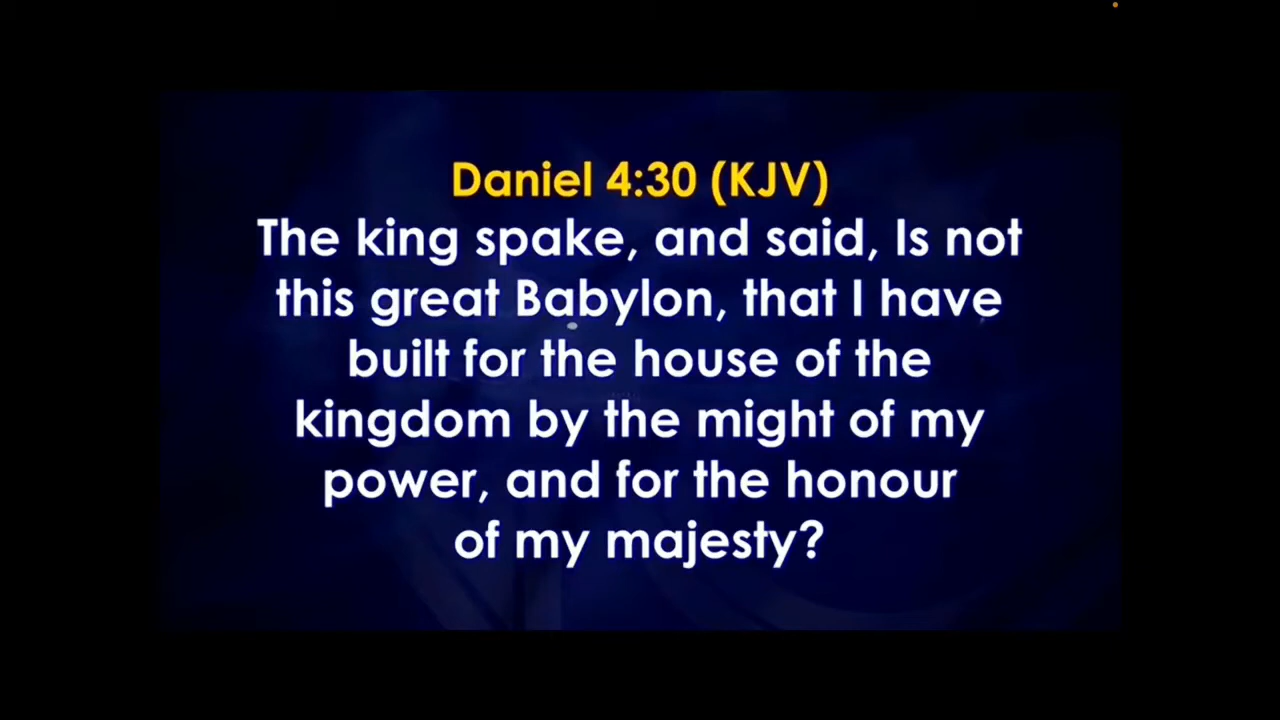 Daniel 4:30 (KJV)
The king spake, and said, Is not
this great Babylon, that I have
built for the house of the
kingdom by the might of my
power, and for the honour
of my majesty?